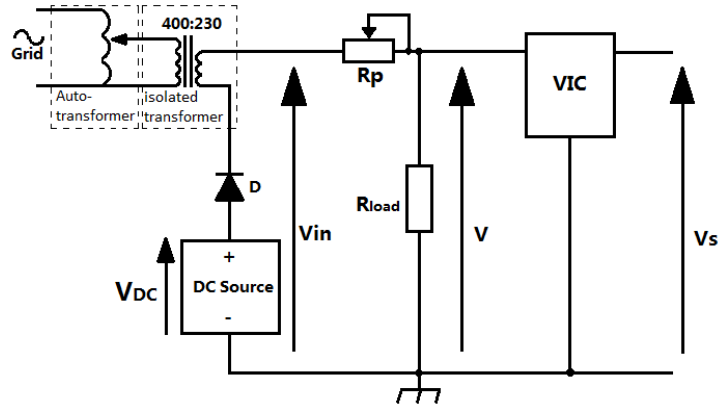 400:230
Grid
Auto-
transformer
isolated
transformer
Rp
VIC
D
Rload
Vin
V
Vs
VDC
+
DC Source
-